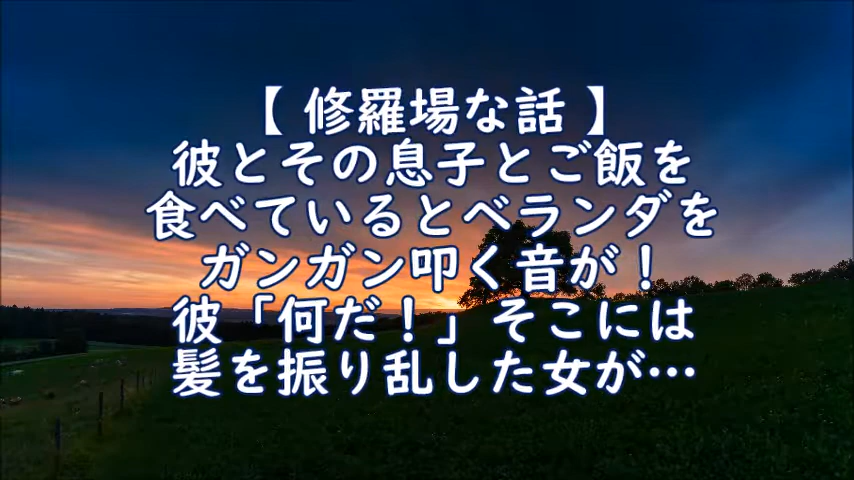 【 修羅場な話 】
彼とその息子とご飯を
食べているとベランダを
ガンガン叩く音が！
彼「何だ！」そこには
髪を振り乱した女が…